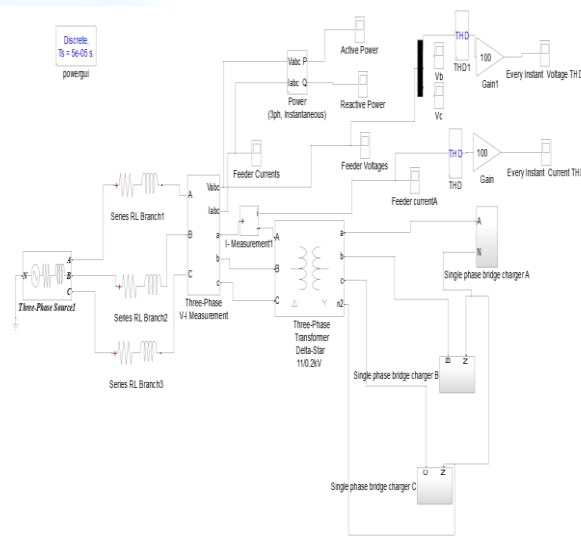 Discrete,
Ts = 5e-05 s.
powergui
Active Power
Vabc P
Iabc Q
Power
(3ph, Instantaneous)
Reactive Power
Vb
Vc
THD
THD1
100
Gain1
Every Instant Voltage THD
Feeder Currents
Feeder Voltages
THD
THD
100
Gain
Every Instant Current THD
Feeder currentA
Series RL Branch1
Vabc
Iabc
A
B
C
a
b
c
Three-Phase
V-I Measurement
i
+
-
I- Measurement1
A
B
C
a
b
c
n2
Δ
Y
Three-Phase
Transformer
Delta-Star
11/0.2kV
A
N
Single phase bridge charger A
N
A
B
C
Three-Phase Source1
Series RL Branch2
Series RL Branch3
B
N
Single phase bridge charger B
C
N
Single phase bridge charger C